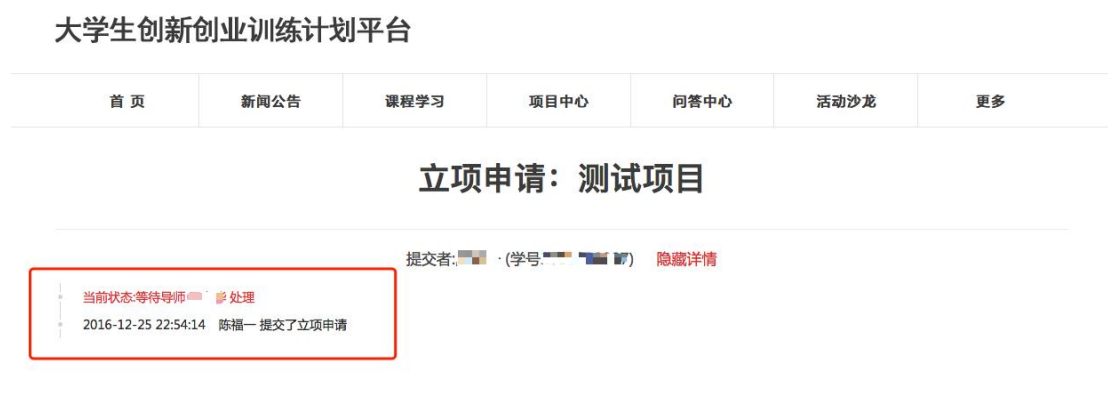 大学生创新创业训练计划平台
首 页 新闻公告 课程学习 项目中心 问答中心 活动沙龙 更多
立项申请：测试项目
提交者: (学号: 7) 隐藏详情
当前状态:等待导师 处理
2016-12-25 22:54:14 陈福一 提交了立项申请